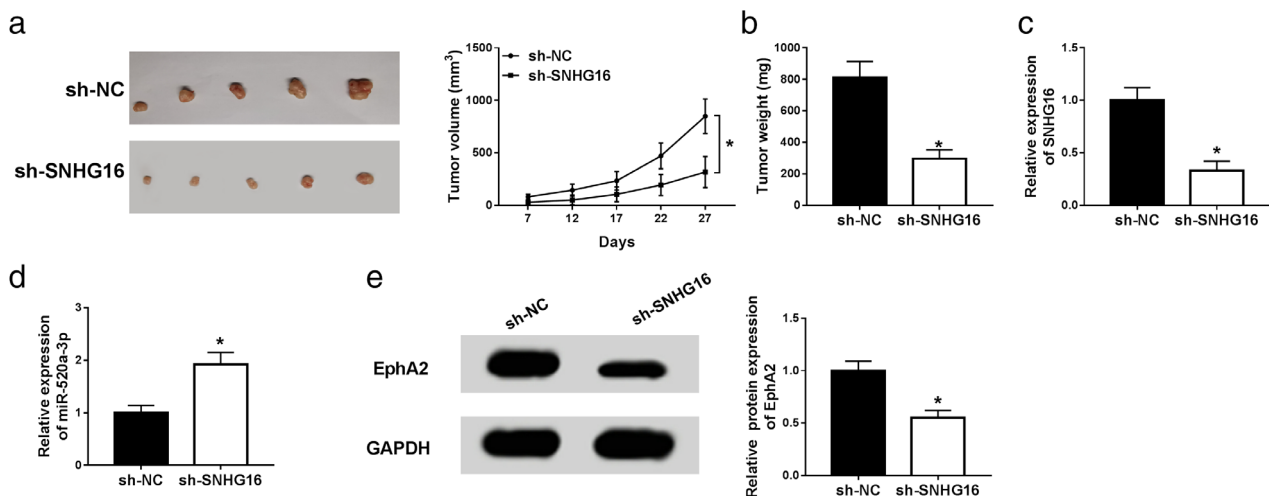 a
sh-NC
sh-SNHG16
Tumor volume (mm³)
1500
1000
500
0
sh-NC
sh-SNHG16
*
7 12 17 22 27
Days
b
Tumor weight (mg)
1000
800
600
400
200
0
*
sh-NC sh-SNHG16
c
Relative expression
of SNHG16
1.5
1.0
0.5
0.0
*
sh-NC sh-SNHG16
d
Relative expression
of miR-520a-3p
3
2
1
0
*
sh-NC sh-SNHG16
e
sh-NC sh-SNHG16
EphA2
GAPDH
Relative protein expression
of EphA2
1.5
1.0
0.5
0.0
*
sh-NC sh-SNHG16